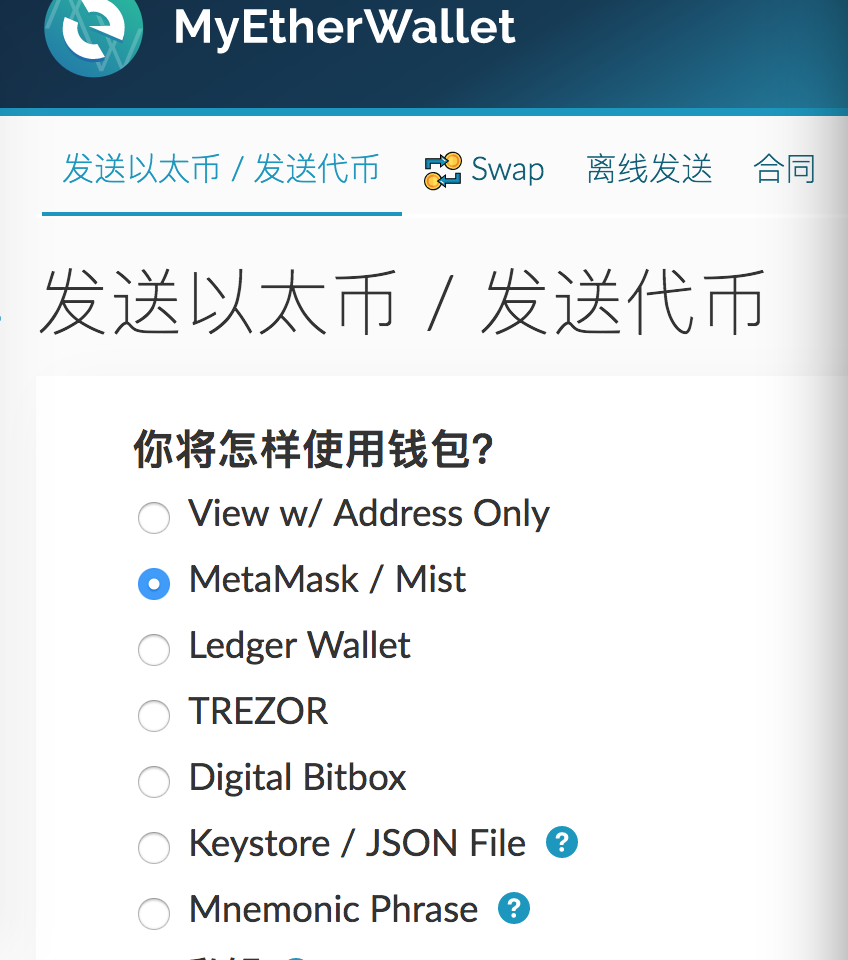 MyEtherWallet
发送以太币 / 发送代币 Swap 离线发送 合同
发送以太币 / 发送代币
你将怎样使用钱包?
View w/ Address Only
MetaMask / Mist
Ledger Wallet
TREZOR
Digital Bitbox
Keystore / JSON File ?
Mnemonic Phrase ?